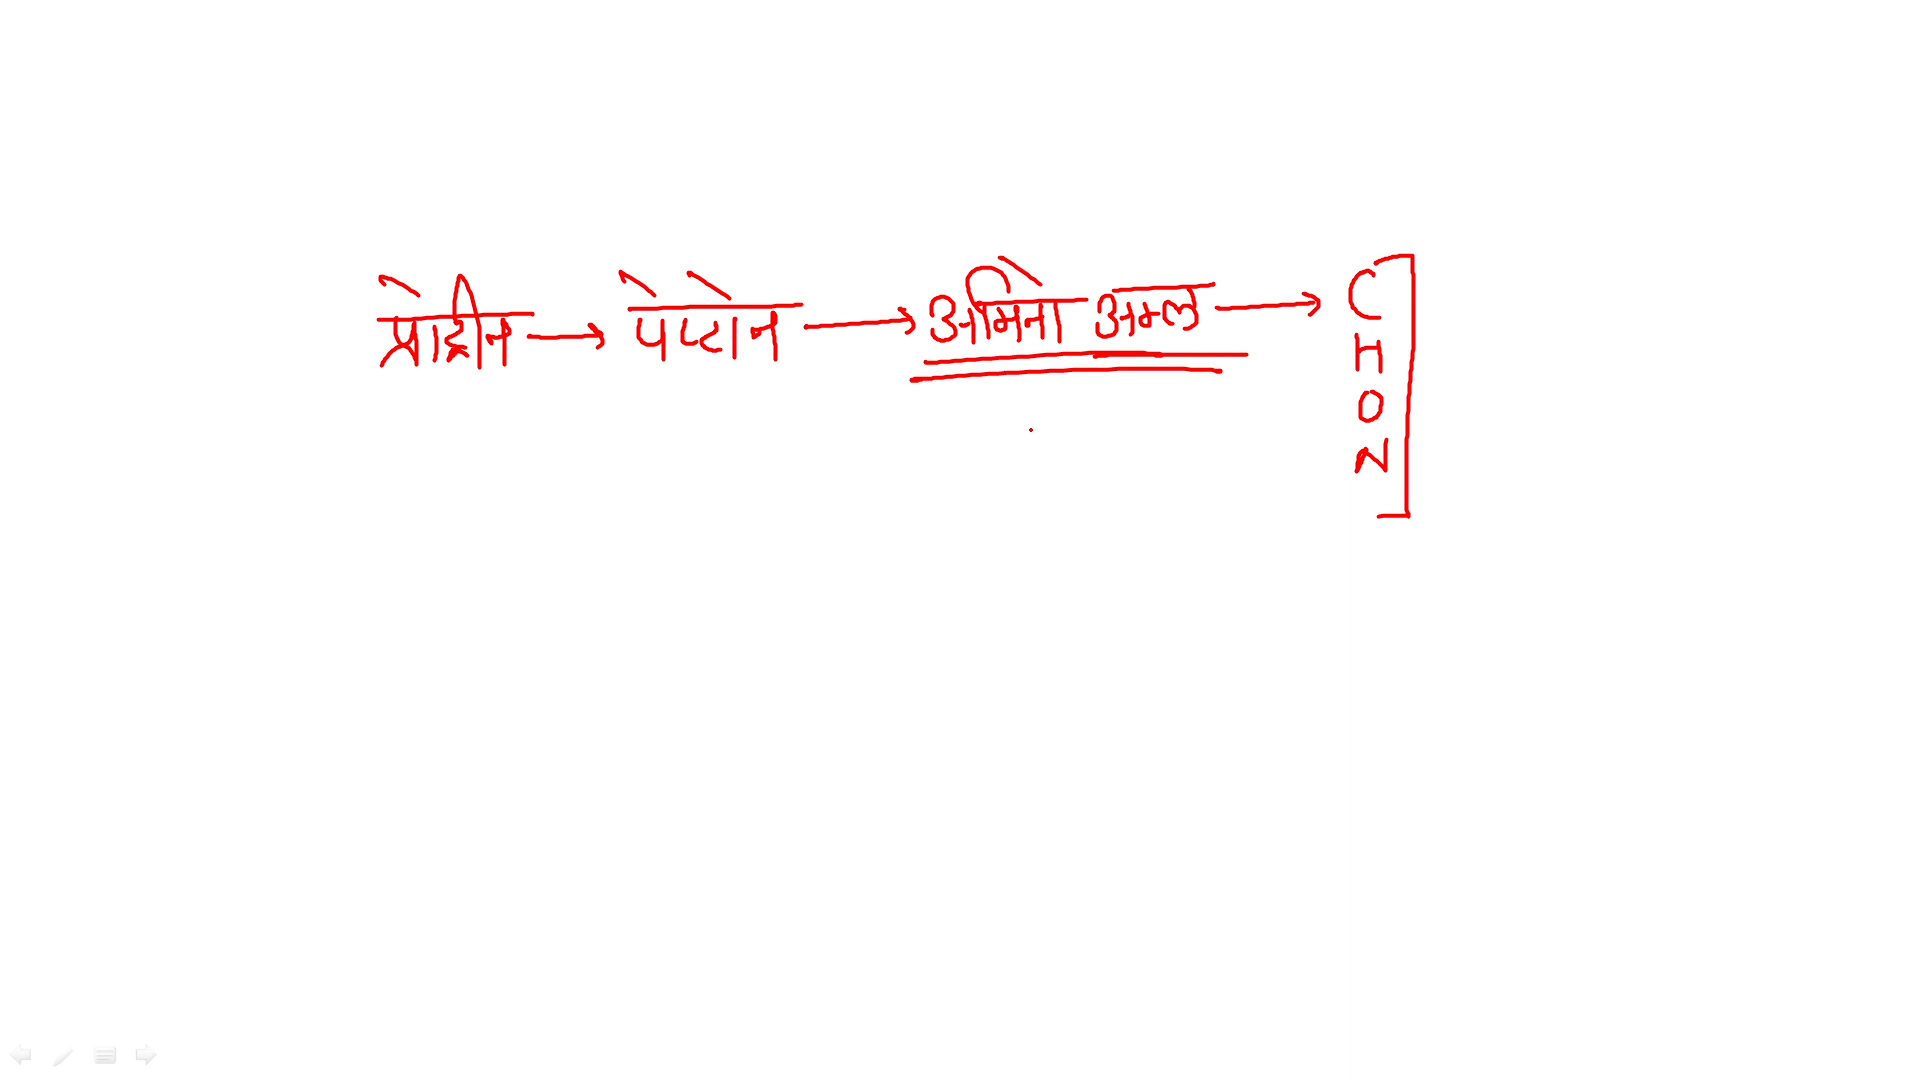 प्रोटीन → पेप्टोन → अमिनो अम्ल → C
H
O
N